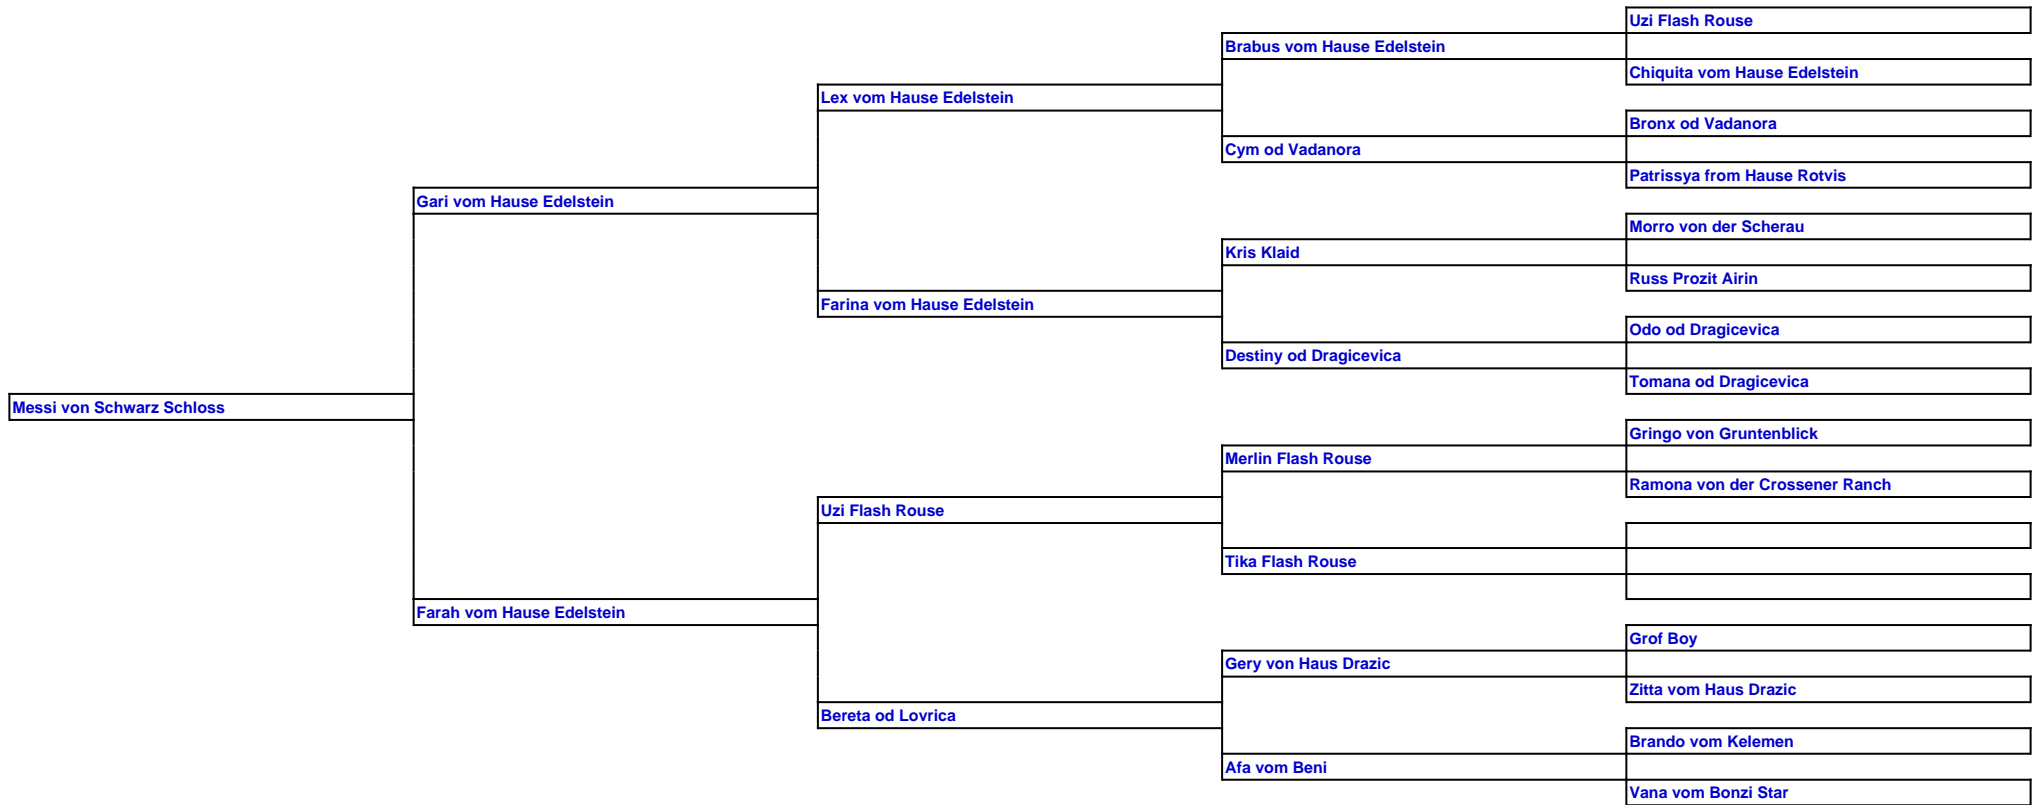 Uzi Flash Rouse
Brabus vom Hause Edelstein
Chiquita vom Hause Edelstein
Lex vom Hause Edelstein
Bronx od Vadanora
Cym od Vadanora
Patrissya from Hause Rotvis
Gari vom Hause Edelstein
Morro von der Scherau
Kris Klaid
Russ Prozit Airin
Farina vom Hause Edelstein
Odo od Dragicevica
Destiny od Dragicevica
Tomana od Dragicevica
Messi von Schwarz Schloss
Gringo von Gruntenblick
Merlin Flash Rouse
Ramona von der Crossener Ranch
Uzi Flash Rouse
Tika Flash Rouse
Farah vom Hause Edelstein
Grof Boy
Gery von Haus Drazic
Zitta vom Haus Drazic
Bereta od Lovrica
Brando vom Kelemen
Afa vom Beni
Vana vom Bonzi Star